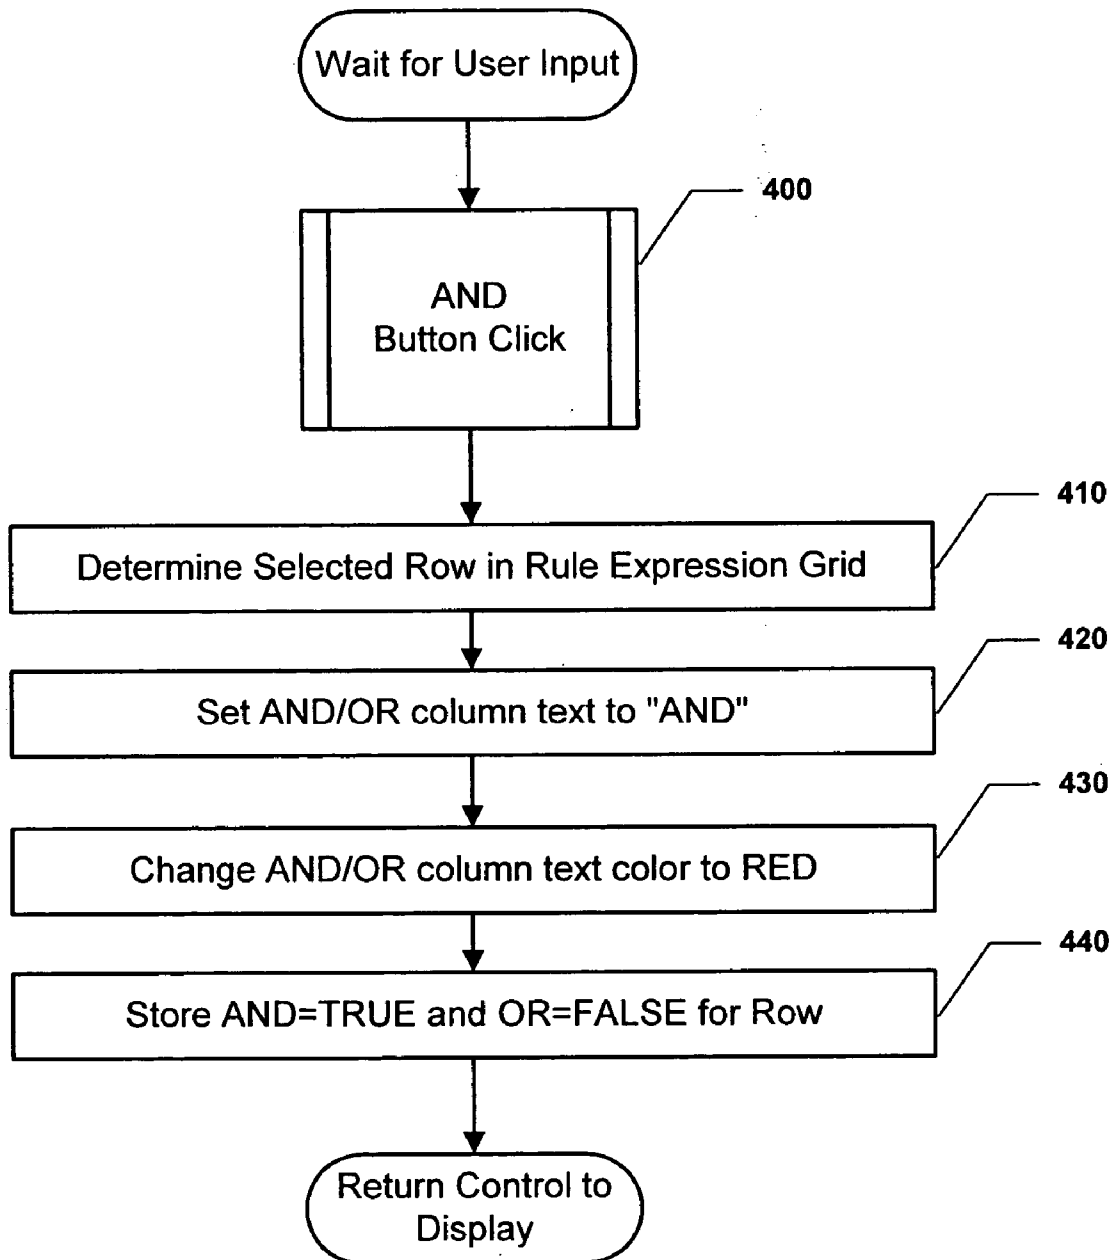 Wait for User Input
400
AND
Button Click
410
Determine Selected Row in Rule Expression Grid
420
Set AND/OR column text to "AND"
430
Change AND/OR column text color to RED
440
Store AND=TRUE and OR=FALSE for Row
Return Control to
Display